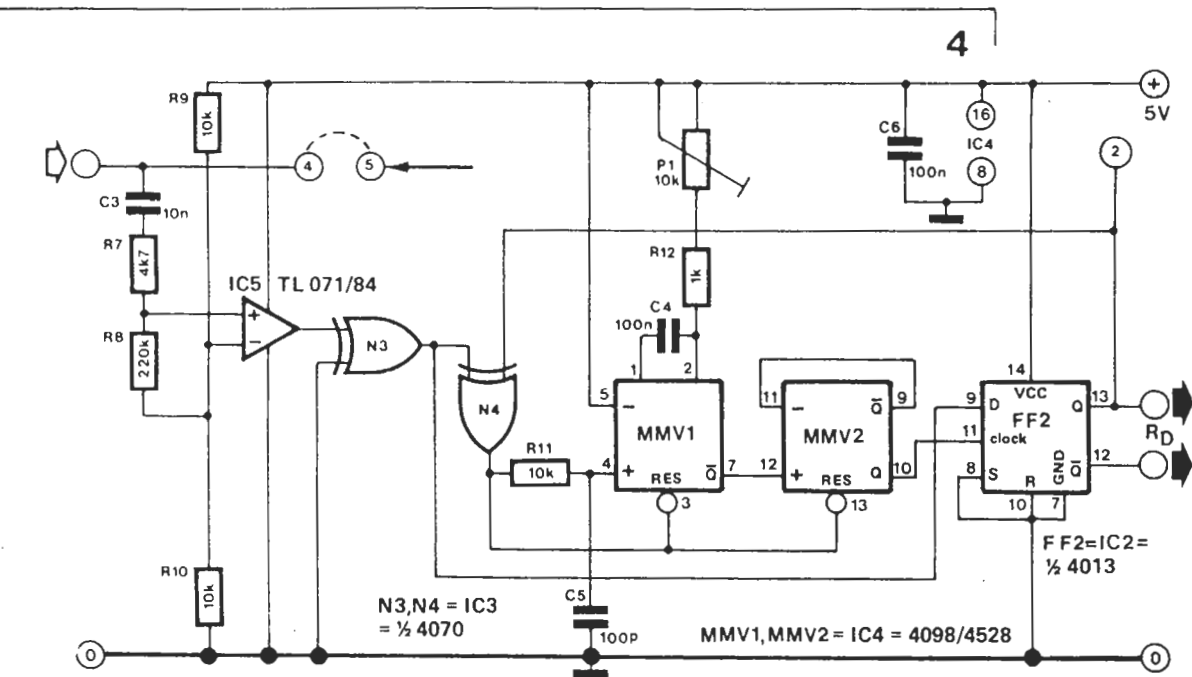 4
R9
10k
+
5V
C6
100n
16
IC4
8
2
4
5
P1
10k
C3
10n
R7
4k7
R12
1k
IC5 TL 071/84
+
−
N3
C4
100n
R8
220k
1
2
14
N4
5
−
MMV1
4
+
RES
Q̅
7
3
11
−
Q̅
9
MMV2
12
+
RES
Q
10
13
9
D
VCC
FF2
Q
13
11
clock
8
S
R
GND
Q̅
12
10
7
RD
R11
10k
FF2=IC2=
½ 4013
R10
10k
N3,N4 = IC3
= ½ 4070
C5
100p
MMV1,MMV2 = IC4 = 4098/4528
0
0